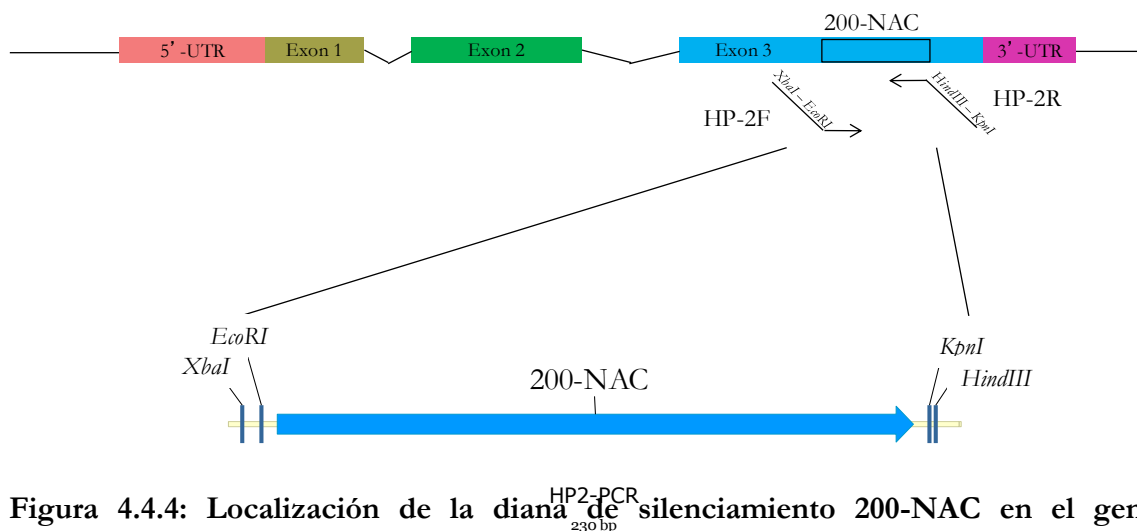 200-NAC
5'-UTR Exon 1 Exon 2 Exon 3 3'-UTR
XbaI–EcoRI HindIII–KpnI
HP-2F HP-2R
EcoRI KpnI
XbaI HindIII
200-NAC
HP2-PCR
230 bp
Figura 4.4.4: Localización de la diana de silenciamiento 200-NAC en el gen